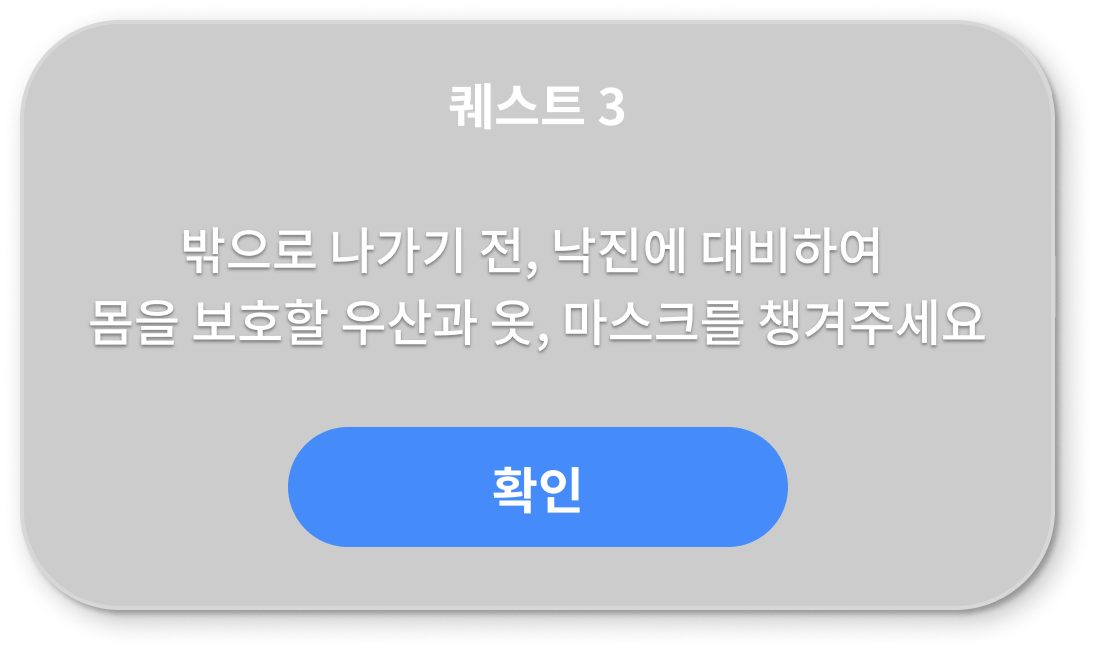 퀘스트 3
밖으로 나가기 전, 낙진에 대비하여
몸을 보호할 우산과 옷, 마스크를 챙겨주세요
확인